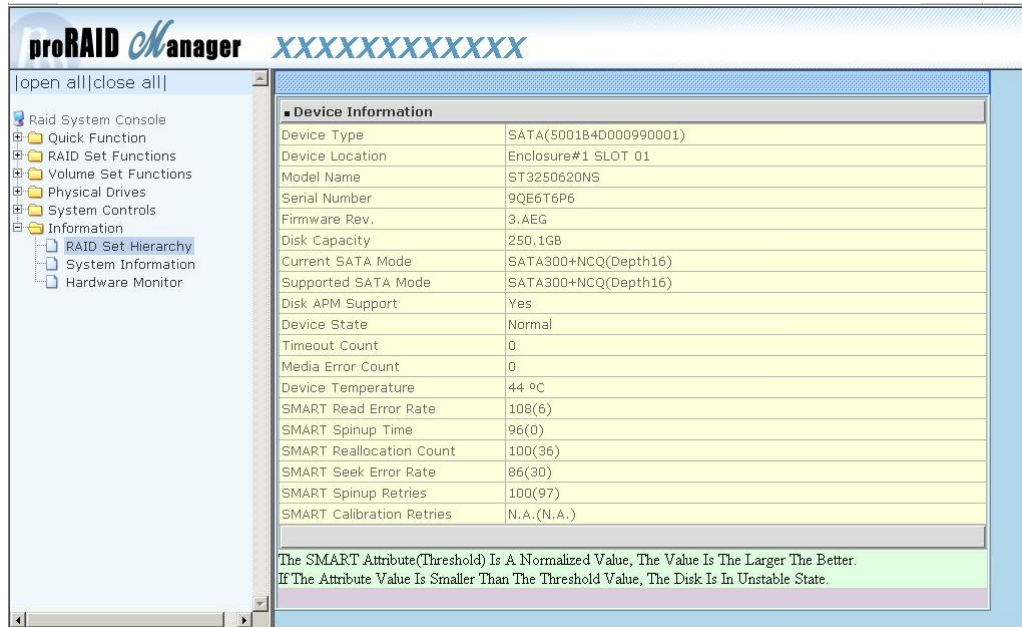 proRAID Manager XXXXXXXXXXXXX
|open all|close all|
Raid System Console
Quick Function
RAID Set Functions
Volume Set Functions
Physical Drives
System Controls
Information
RAID Set Hierarchy
System Information
Hardware Monitor
Device Information
Device Type SATA(5001B4D000990001)
Device Location Enclosure#1 SLOT 01
Model Name ST3250620NS
Serial Number 9QE6T6P6
Firmware Rev. 3.AEG
Disk Capacity 250.1GB
Current SATA Mode SATA300+NCQ(Depth16)
Supported SATA Mode SATA300+NCQ(Depth16)
Disk APM Support Yes
Device State Normal
Timeout Count 0
Media Error Count 0
Device Temperature 44 ºC
SMART Read Error Rate 108(6)
SMART Spinup Time 96(0)
SMART Reallocation Count 100(36)
SMART Seek Error Rate 86(30)
SMART Spinup Retries 100(97)
SMART Calibration Retries N.A.(N.A.)
The SMART Attribute(Threshold) Is A Normalized Value, The Value Is The Larger The Better.
If The Attribute Value Is Smaller Than The Threshold Value, The Disk Is In Unstable State.